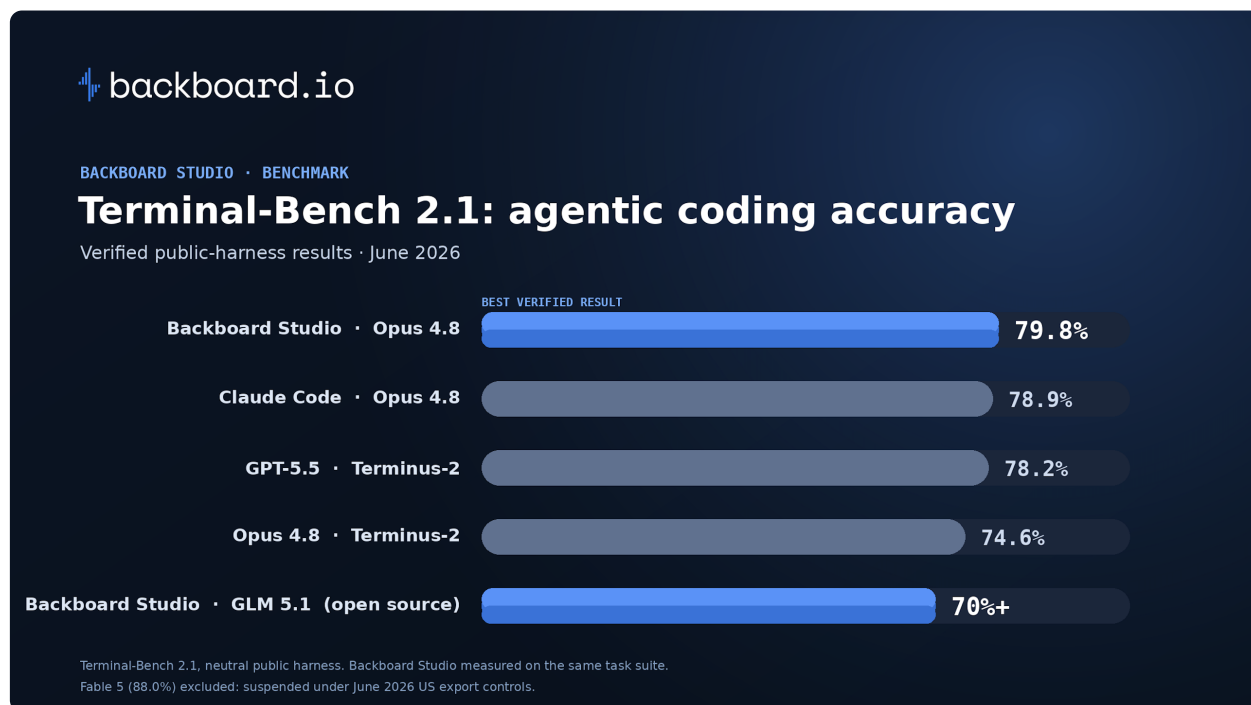 backboard.io
BACKBOARD STUDIO · BENCHMARK
Terminal-Bench 2.1: agentic coding accuracy
Verified public-harness results · June 2026
BEST VERIFIED RESULT
Backboard Studio · Opus 4.8 79.8%
Claude Code · Opus 4.8 78.9%
GPT-5.5 · Terminus-2 78.2%
Opus 4.8 · Terminus-2 74.6%
Backboard Studio · GLM 5.1 (open source) 70%+
Terminal-Bench 2.1, neutral public harness. Backboard Studio measured on the same task suite.
Fable 5 (88.0%) excluded: suspended under June 2026 US export controls.